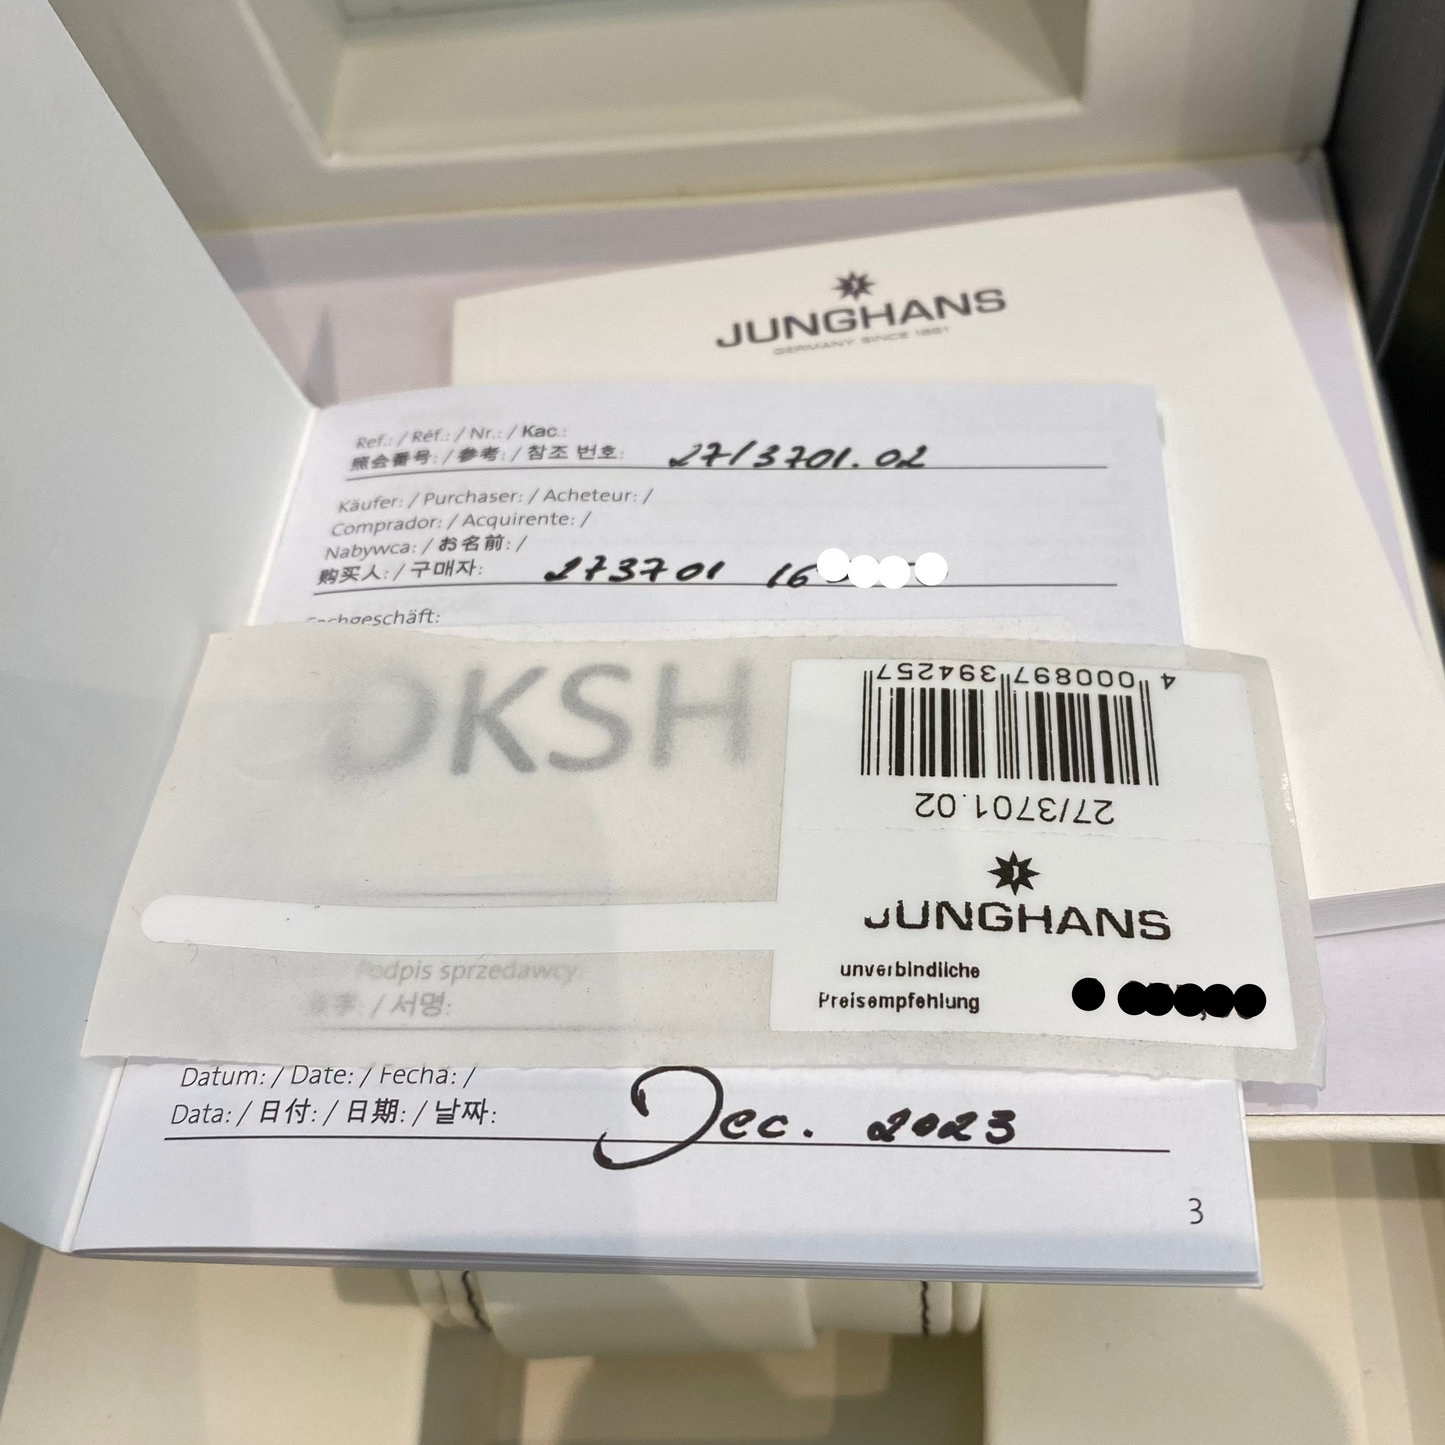 JUNGHANS
GERMANY SINCE 1861
Ref.: / Réf.: / Nr.: / Kac.:
照会番号: / 参考: / 참조 번호: 27/3701.02
Käufer: / Purchaser: / Acheteur: /
Comprador: / Acquirente: /
Nabywca: / お名前: /
购买人: / 구매자: 273701 16
Fachgeschäft:
DKSH
4 000897 394257
27/3701.02
JUNGHANS
unverbindliche
Preisempfehlung
Podpis sprzedawcy
/ 서명:
Datum: / Date: / Fecha: /
Data: / 日付: / 日期: / 날짜: Dec. 2023
3